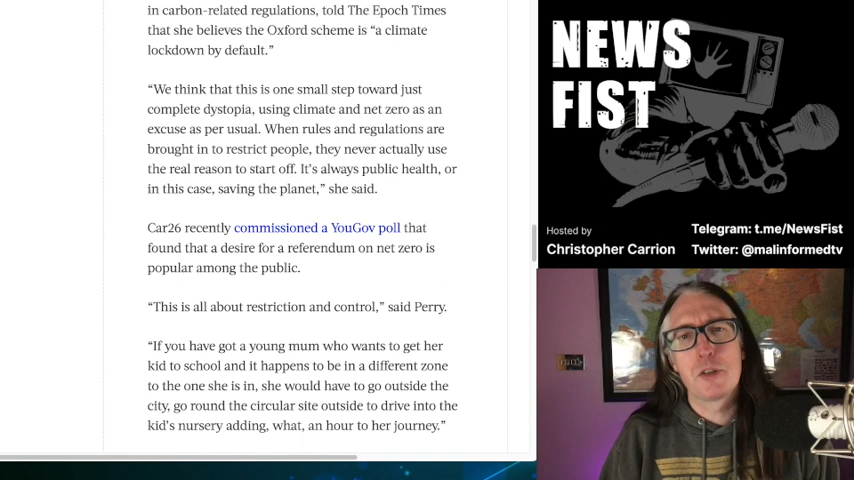 in carbon-related regulations, told The Epoch Times
that she believes the Oxford scheme is “a climate
lockdown by default.”
“We think that this is one small step toward just
complete dystopia, using climate and net zero as an
excuse as per usual. When rules and regulations are
brought in to restrict people, they never actually use
the real reason to start off. It’s always public health, or
in this case, saving the planet,” she said.
Car26 recently commissioned a YouGov poll that
found that a desire for a referendum on net zero is
popular among the public.
“This is all about restriction and control,” said Perry.
“If you have got a young mum who wants to get her
kid to school and it happens to be in a different zone
to the one she is in, she would have to go outside the
city, go round the circular site outside to drive into the
kid’s nursery adding, what, an hour to her journey.”
NEWS
FIST
Hosted by
Christopher Carrion
Telegram: t.me/NewsFist
Twitter: @malinformedtv